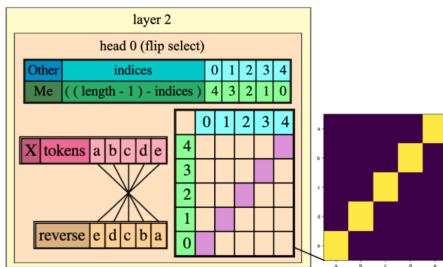 layer 2
head 0 (flip select)
Other indices 0 1 2 3 4
Me ( ( length - 1 ) - indices ) 4 3 2 1 0
0 1 2 3 4
4
3
2
1
0
X tokens a b c d e
reverse e d c b a
a
b
c
d
e
a b c d e